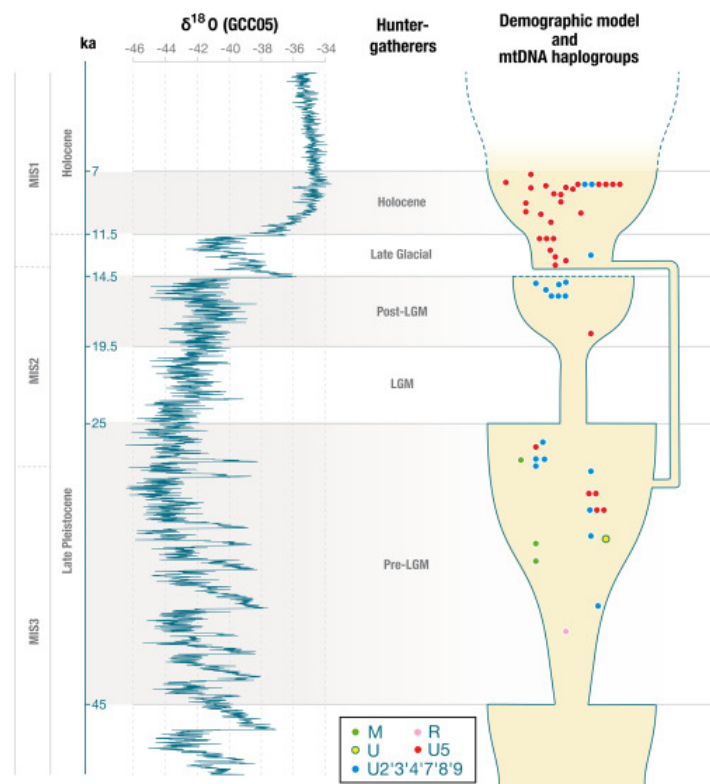 δ18 O (GCC05)
Hunter-
gatherers
Demographic model
and
mtDNA haplogroups
ka
-46 -44 -42 -40 -38 -36 -34
MIS1
Holocene
7
Holocene
11.5
Late Glacial
14.5
Post-LGM
19.5
MIS2
LGM
25
Late Pleistocene
Pre-LGM
MIS3
45
M R
U U5
U2'3'4'7'8'9